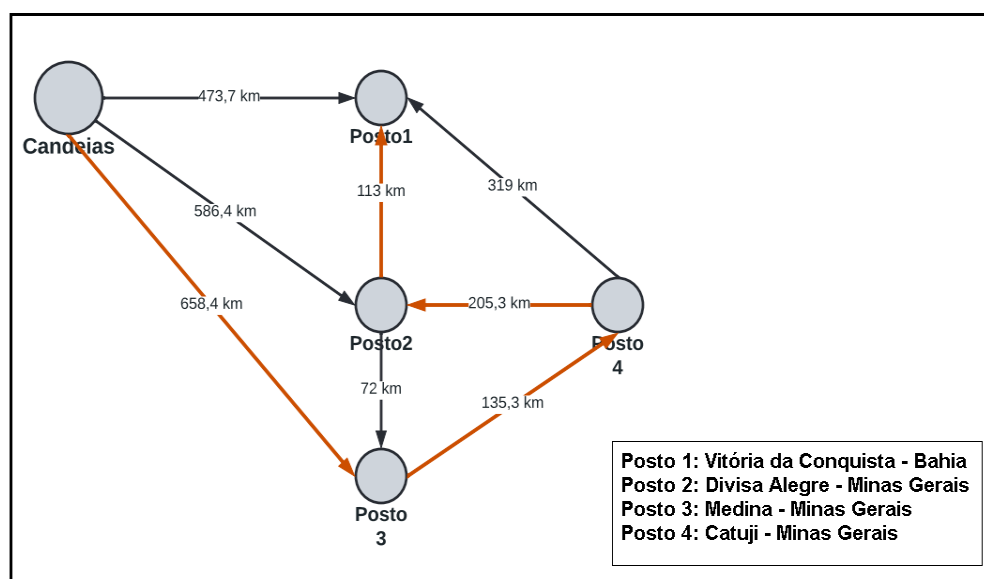 473,7 km
Candeias
Posto1
113 km
319 km
586,4 km
658,4 km
205,3 km
Posto2
Posto
4
72 km
135,3 km
Posto
3
Posto 1: Vitória da Conquista - Bahia
Posto 2: Divisa Alegre - Minas Gerais
Posto 3: Medina - Minas Gerais
Posto 4: Catuji - Minas Gerais